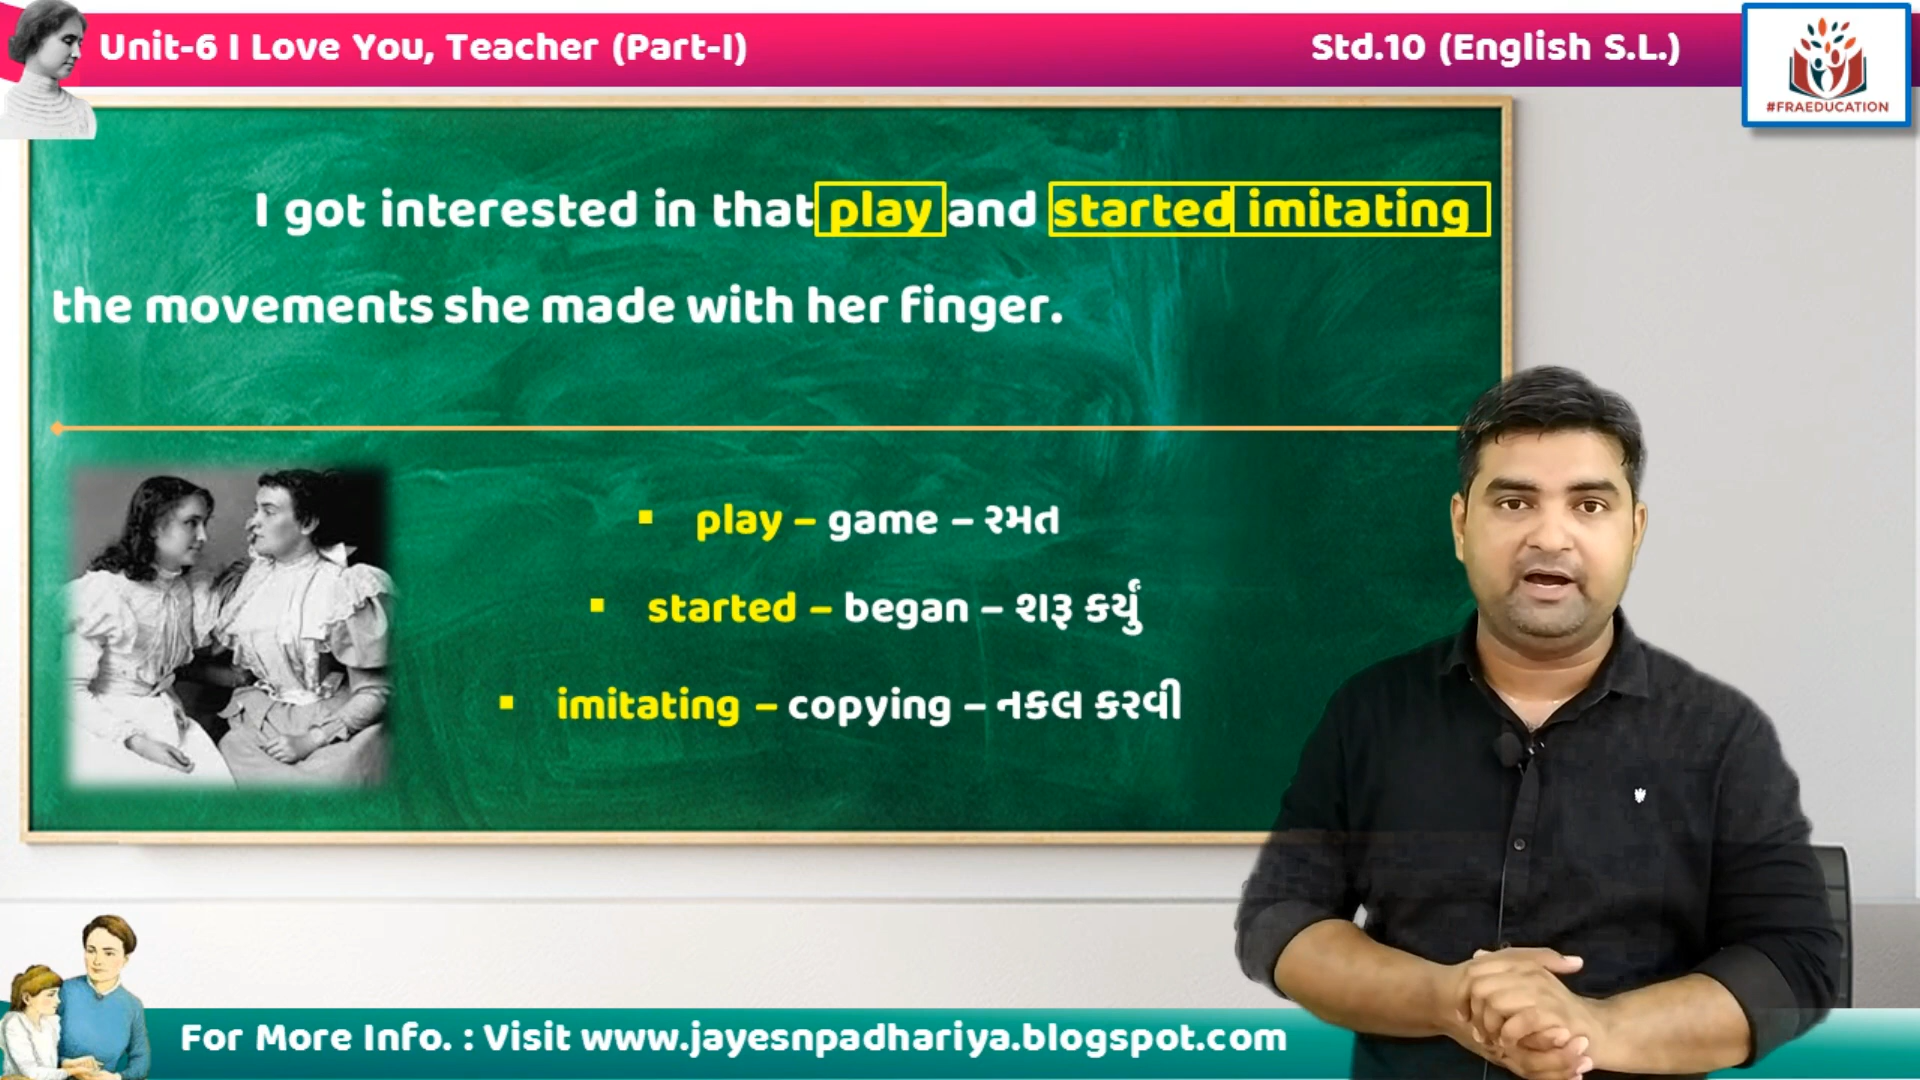 Unit-6 I Love You, Teacher (Part-I)
Std.10 (English S.L.)
#FRAEDUCATION
I got interested in that play and started imitating
the movements she made with her finger.
▪ play – game – રમત
▪ started – began – શરૂ કર્યું
▪ imitating – copying – નકલ કરવી
For More Info. : Visit www.jayesnpadhariya.blogspot.com